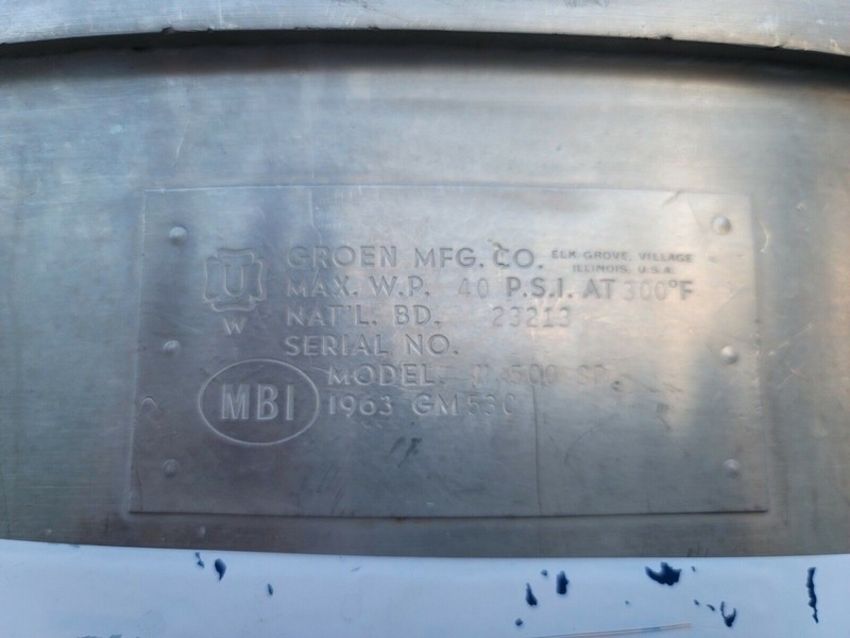 U
W
GROEN MFG. CO. ELK GROVE, VILLAGE
ILLINOIS, U.S.A.
MAX. W.P. 40 P.S.I. AT 300°F
NAT'L. BD. 23213
SERIAL NO.
MODEL: 500
MBI
1963 GM530